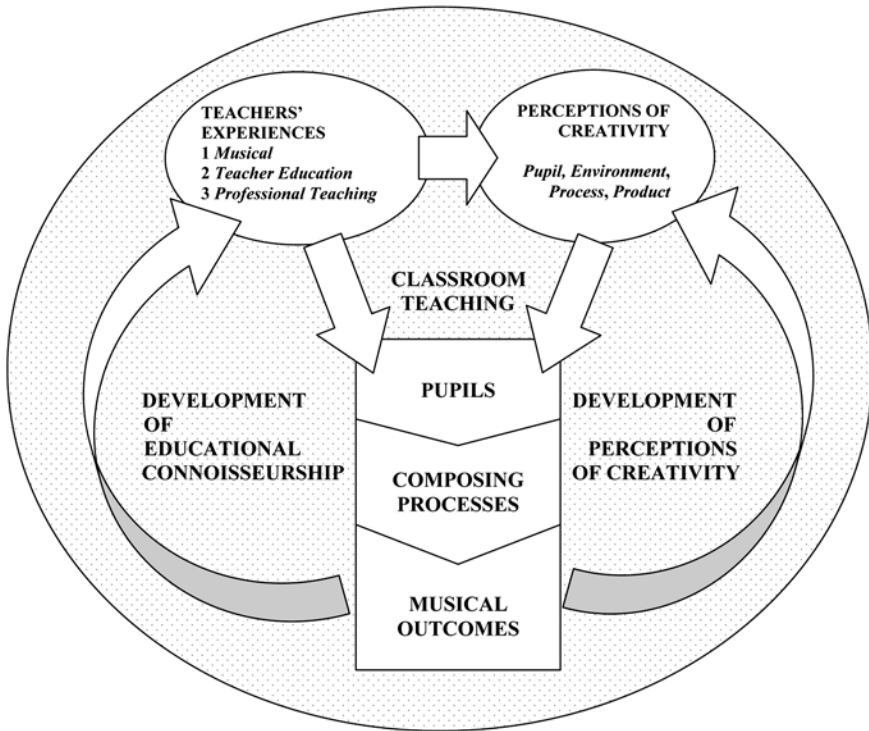 TEACHERS'
EXPERIENCES
1 Musical
2 Teacher Education
3 Professional Teaching
PERCEPTIONS OF
CREATIVITY
Pupil, Environment,
Process, Product
CLASSROOM
TEACHING
PUPILS
DEVELOPMENT
OF
EDUCATIONAL
CONNOISSEURSHIP
COMPOSING
PROCESSES
DEVELOPMENT
OF
PERCEPTIONS
OF CREATIVITY
MUSICAL
OUTCOMES